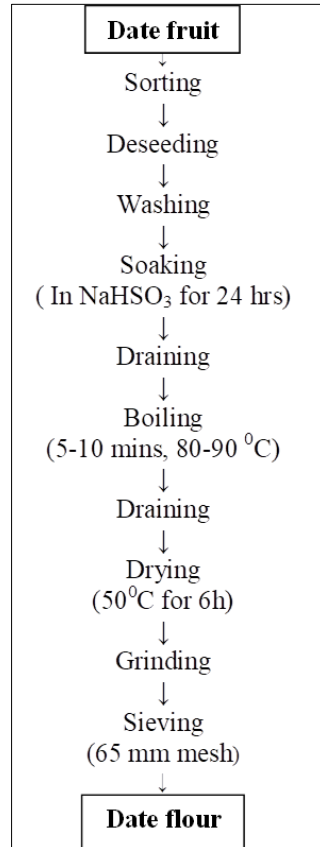 Date fruit
↓
Sorting
↓
Deseeding
↓
Washing
↓
Soaking
( In NaHSO₃ for 24 hrs)
↓
Draining
↓
Boiling
(5-10 mins, 80-90 ⁰C)
↓
Draining
↓
Drying
(50⁰C for 6h)
↓
Grinding
↓
Sieving
(65 mm mesh)
↓
Date flour